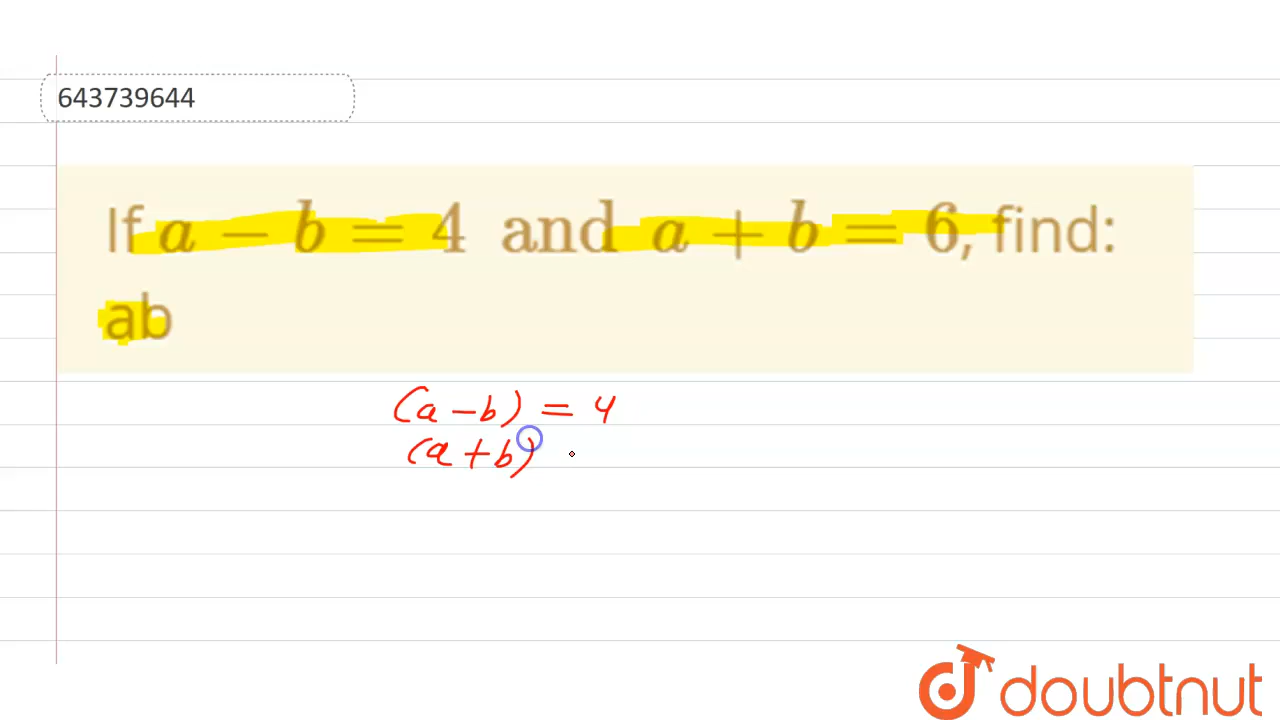 643739644
If a − b = 4 and a + b = 6, find:
ab
(a − b) = 4
(a + b)
doubtnut